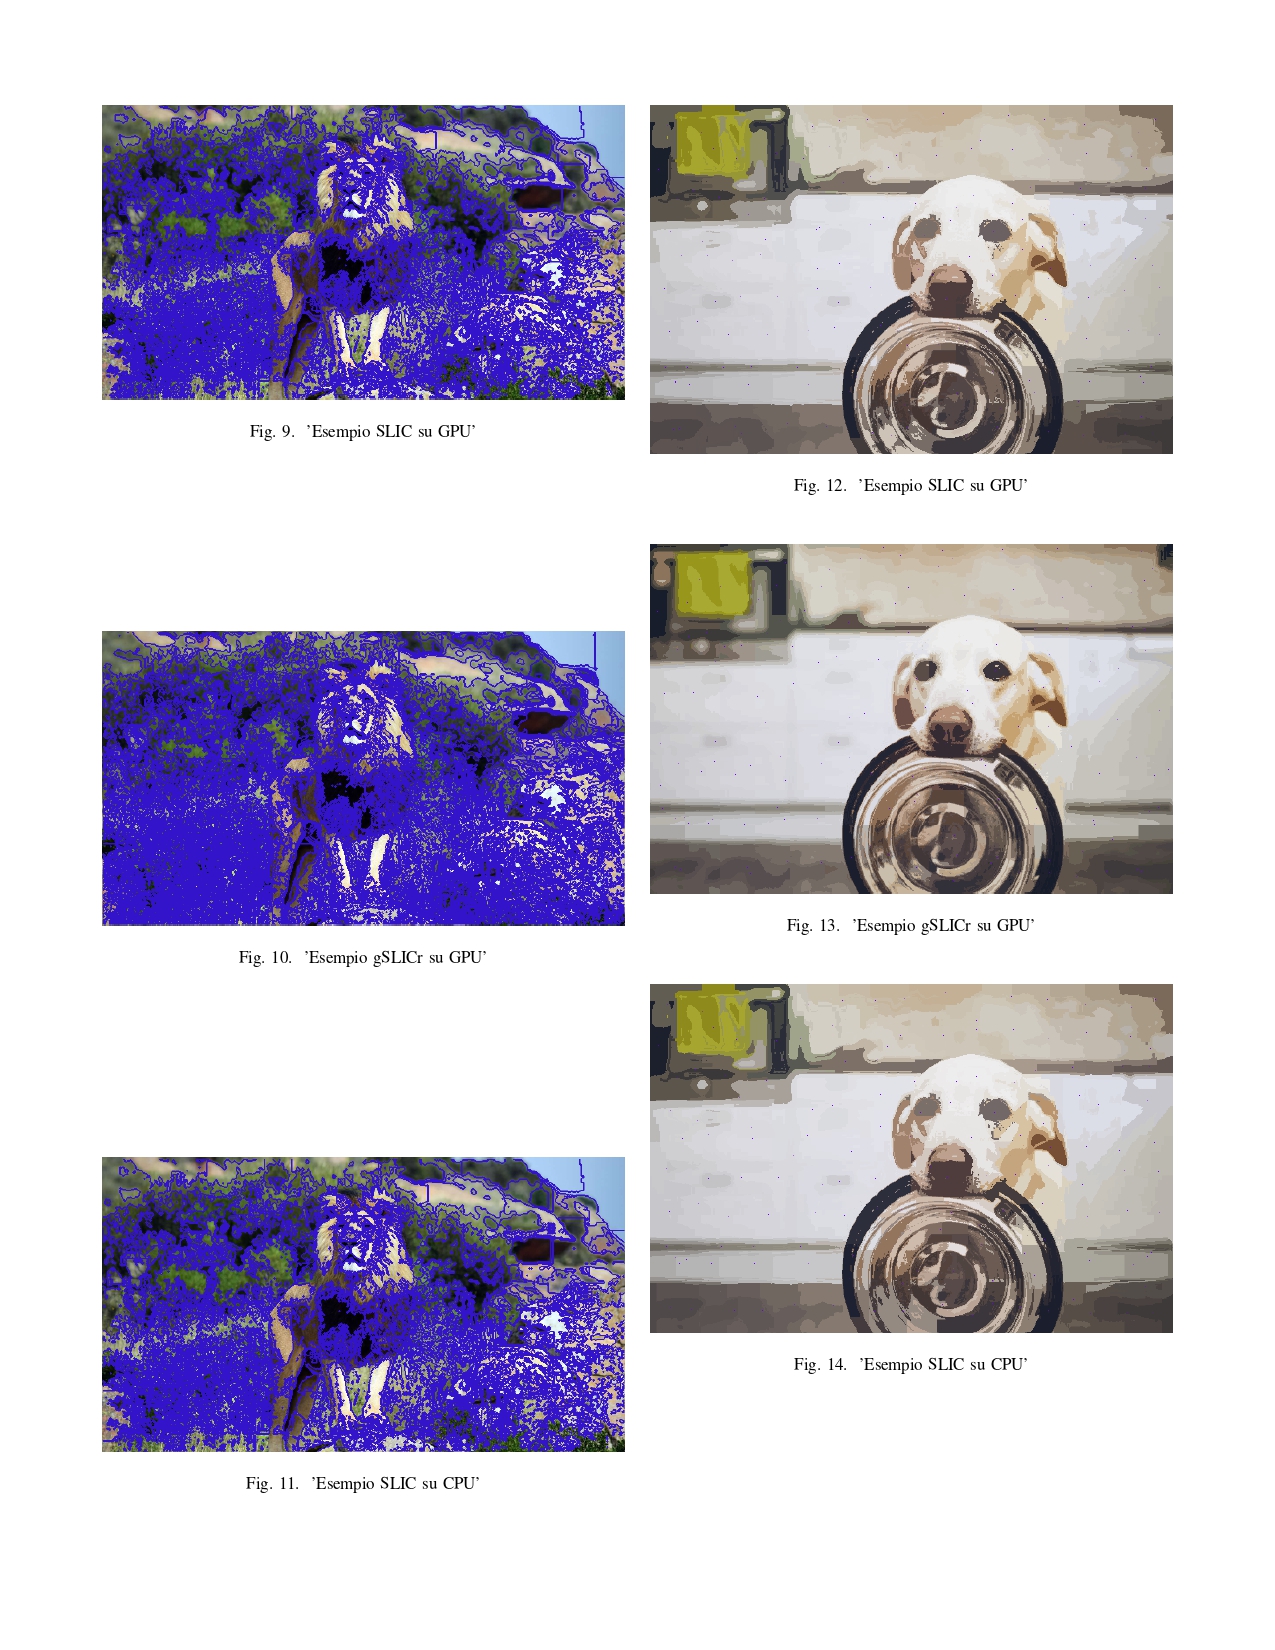 Fig. 9. ’Esempio SLIC su GPU’
Fig. 10. ’Esempio gSLICr su GPU’
Fig. 11. ’Esempio SLIC su CPU’
Fig. 12. ’Esempio SLIC su GPU’
Fig. 13. ’Esempio gSLICr su GPU’
Fig. 14. ’Esempio SLIC su CPU’